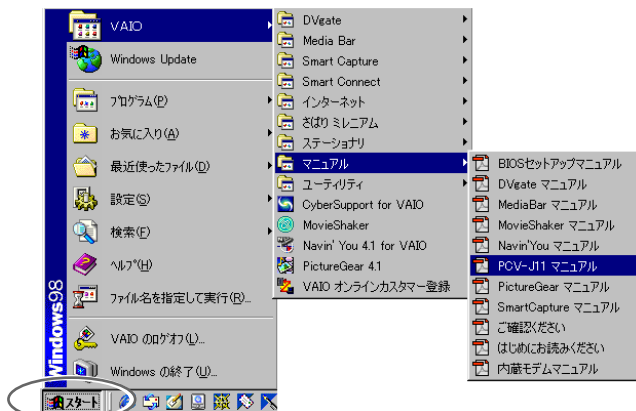 VAIO
Windows Update
プログラム(P)
お気に入り(A)
最近使ったファイル(D)
設定(S)
検索(F)
ヘルプ(H)
ファイル名を指定して実行(R)...
VAIO のログオフ(L)...
Windows の終了(U)...
Windows98
スタート
DVgate
Media Bar
Smart Capture
Smart Connect
インターネット
さぱり ミレニアム
ステーショナリ
マニュアル
ユーティリティ
CyberSupport for VAIO
MovieShaker
Navin' You 4.1 for VAIO
PictureGear 4.1
VAIO オンラインカスタマー登録
BIOSセットアップマニュアル
DVgate マニュアル
MediaBar マニュアル
MovieShaker マニュアル
Navin'You マニュアル
PCV-J11 マニュアル
PictureGear マニュアル
SmartCapture マニュアル
ご確認ください
はじめにお読みください
内蔵モデムマニュアル